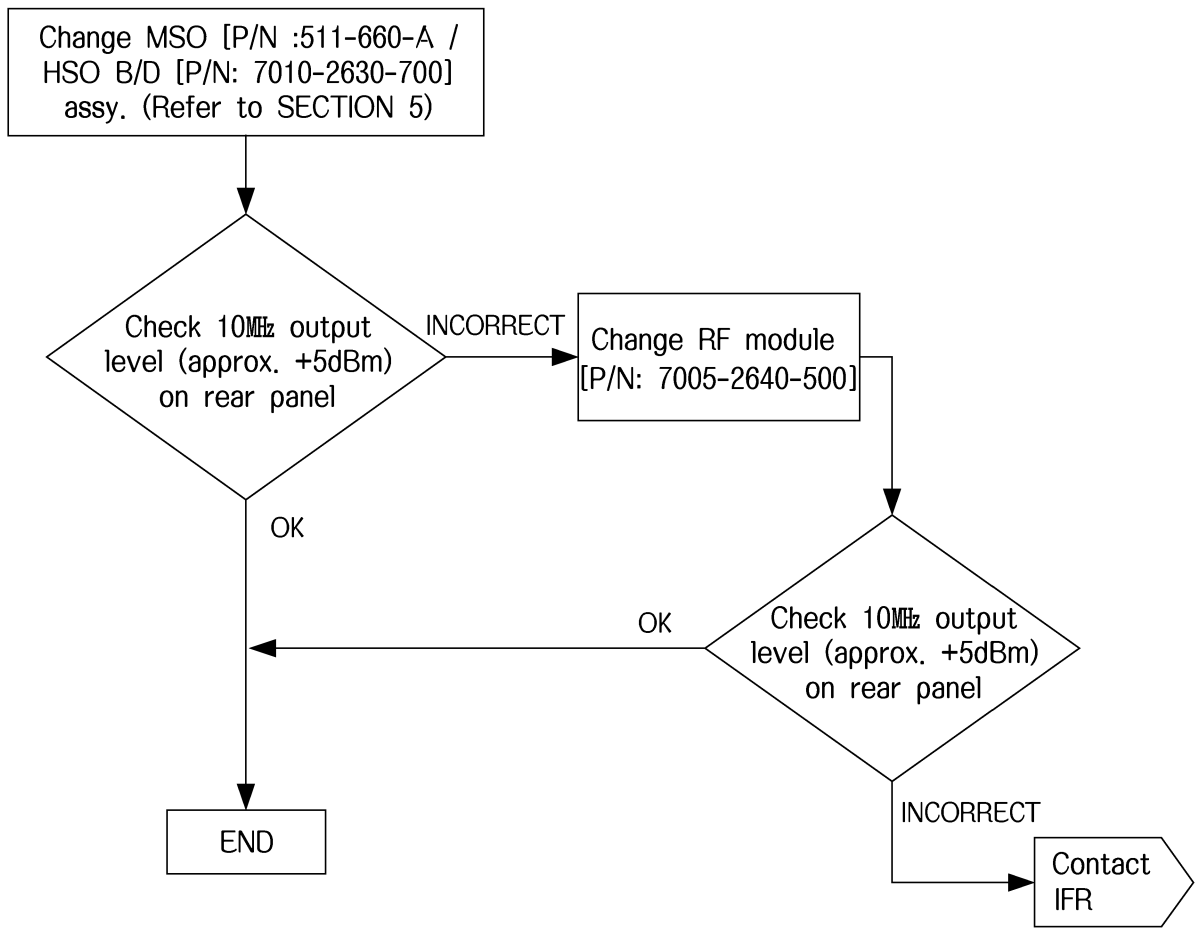 Change MSO [P/N :511-660-A /
HSO B/D [P/N: 7010-2630-700]
assy. (Refer to SECTION 5)
Check 10㎒ output
level (approx. +5dBm)
on rear panel
INCORRECT
Change RF module
[P/N: 7005-2640-500]
OK
Check 10㎒ output
level (approx. +5dBm)
on rear panel
OK
INCORRECT
END
Contact
IFR